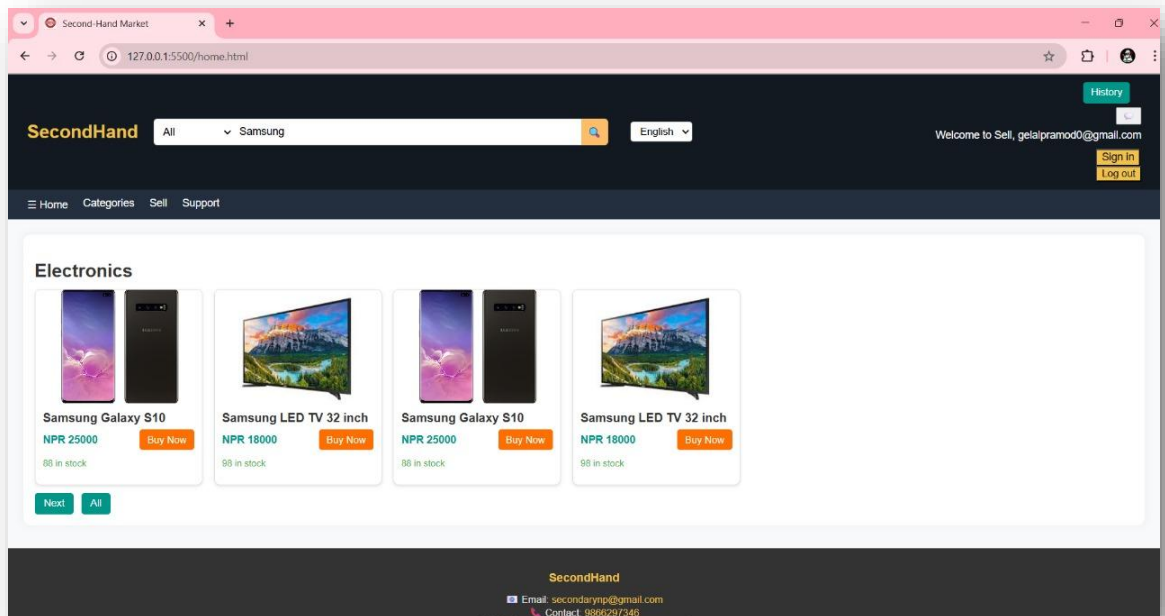 Second-Hand Market
127.0.0.1:5500/home.html
History
SecondHand All Samsung English
Welcome to Sell, gelalpramod0@gmail.com
Sign in
Log out
☰ Home Categories Sell Support
Electronics
Samsung Galaxy S10 Samsung LED TV 32 inch Samsung Galaxy S10 Samsung LED TV 32 inch
NPR 25000 Buy Now NPR 18000 Buy Now NPR 25000 Buy Now NPR 18000 Buy Now
88 in stock 98 in stock 88 in stock 98 in stock
Next All
SecondHand
Email: secondarynp@gmail.com
Contact: 9866297346